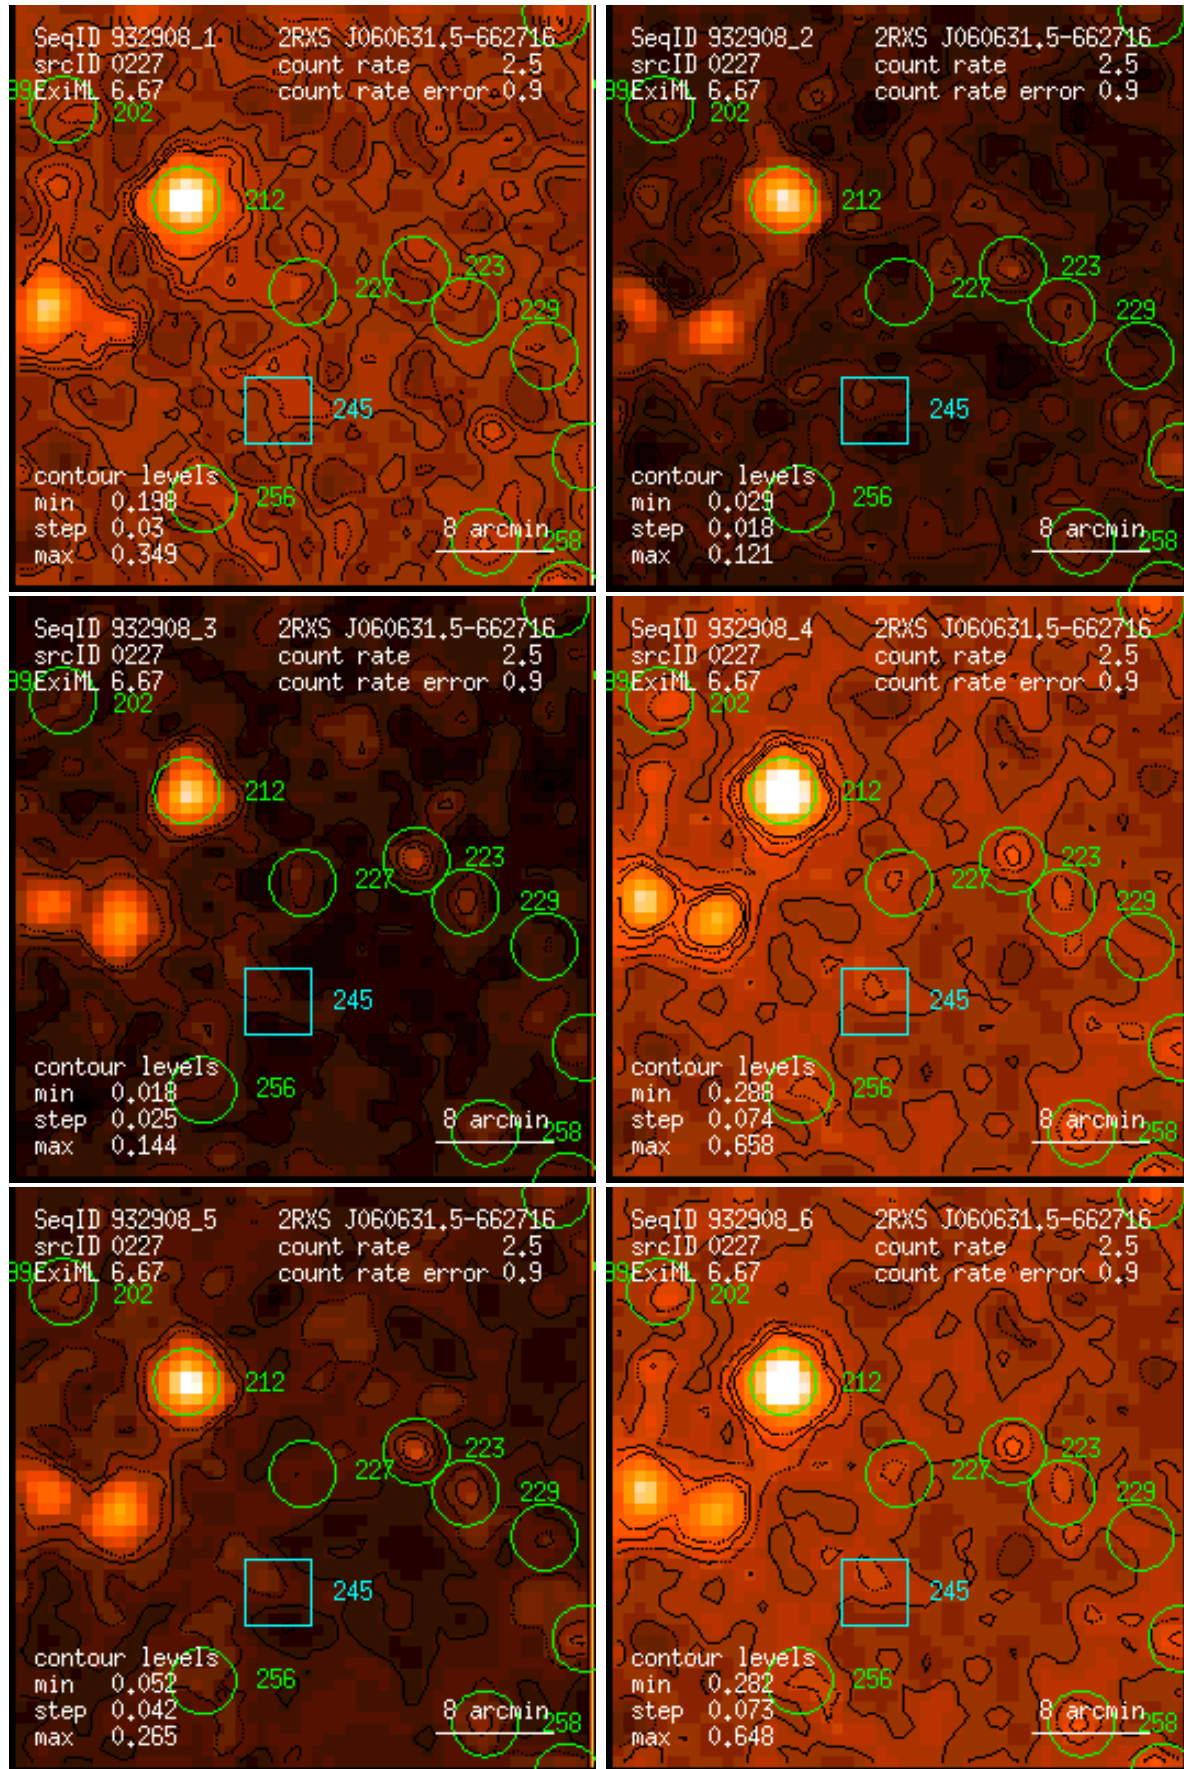 SeqID 932908_1 2RXS J060631.5-662716
srcID 0227 count rate 2.5
ExiML 6.67 count rate error 0.9
202
212
223
227
229
245
contour levels
min 0.198
256
step 0.03
8 arcmin
258
max 0.349
SeqID 932908_2 2RXS J060631.5-662716
srcID 0227 count rate 2.5
ExiML 6.67 count rate error 0.9
202
212
223
227
229
245
contour levels
min 0.029
256
step 0.018
8 arcmin
258
max 0.121
SeqID 932908_3 2RXS J060631.5-662716
srcID 0227 count rate 2.5
ExiML 6.67 count rate error 0.9
202
212
223
227
229
245
contour levels
min 0.018
256
step 0.025
8 arcmin
258
max 0.144
SeqID 932908_4 2RXS J060631.5-662716
srcID 0227 count rate 2.5
ExiML 6.67 count rate error 0.9
202
212
223
227
229
245
contour levels
min 0.288
256
step 0.074
8 arcmin
258
max 0.658
SeqID 932908_5 2RXS J060631.5-662716
srcID 0227 count rate 2.5
ExiML 6.67 count rate error 0.9
202
212
223
227
229
245
contour levels
min 0.052
256
step 0.042
8 arcmin
258
max 0.265
SeqID 932908_6 2RXS J060631.5-662716
srcID 0227 count rate 2.5
ExiML 6.67 count rate error 0.9
202
212
223
227
229
245
contour levels
min 0.282
256
step 0.073
8 arcmin
258
max 0.648